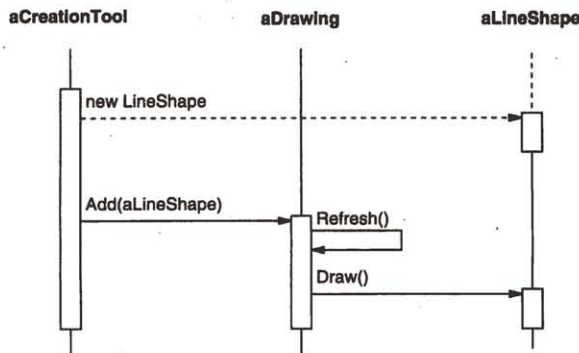 aCreationTool
aDrawing
aLineShape
new LineShape
Add(aLineShape)
Refresh()
Draw()